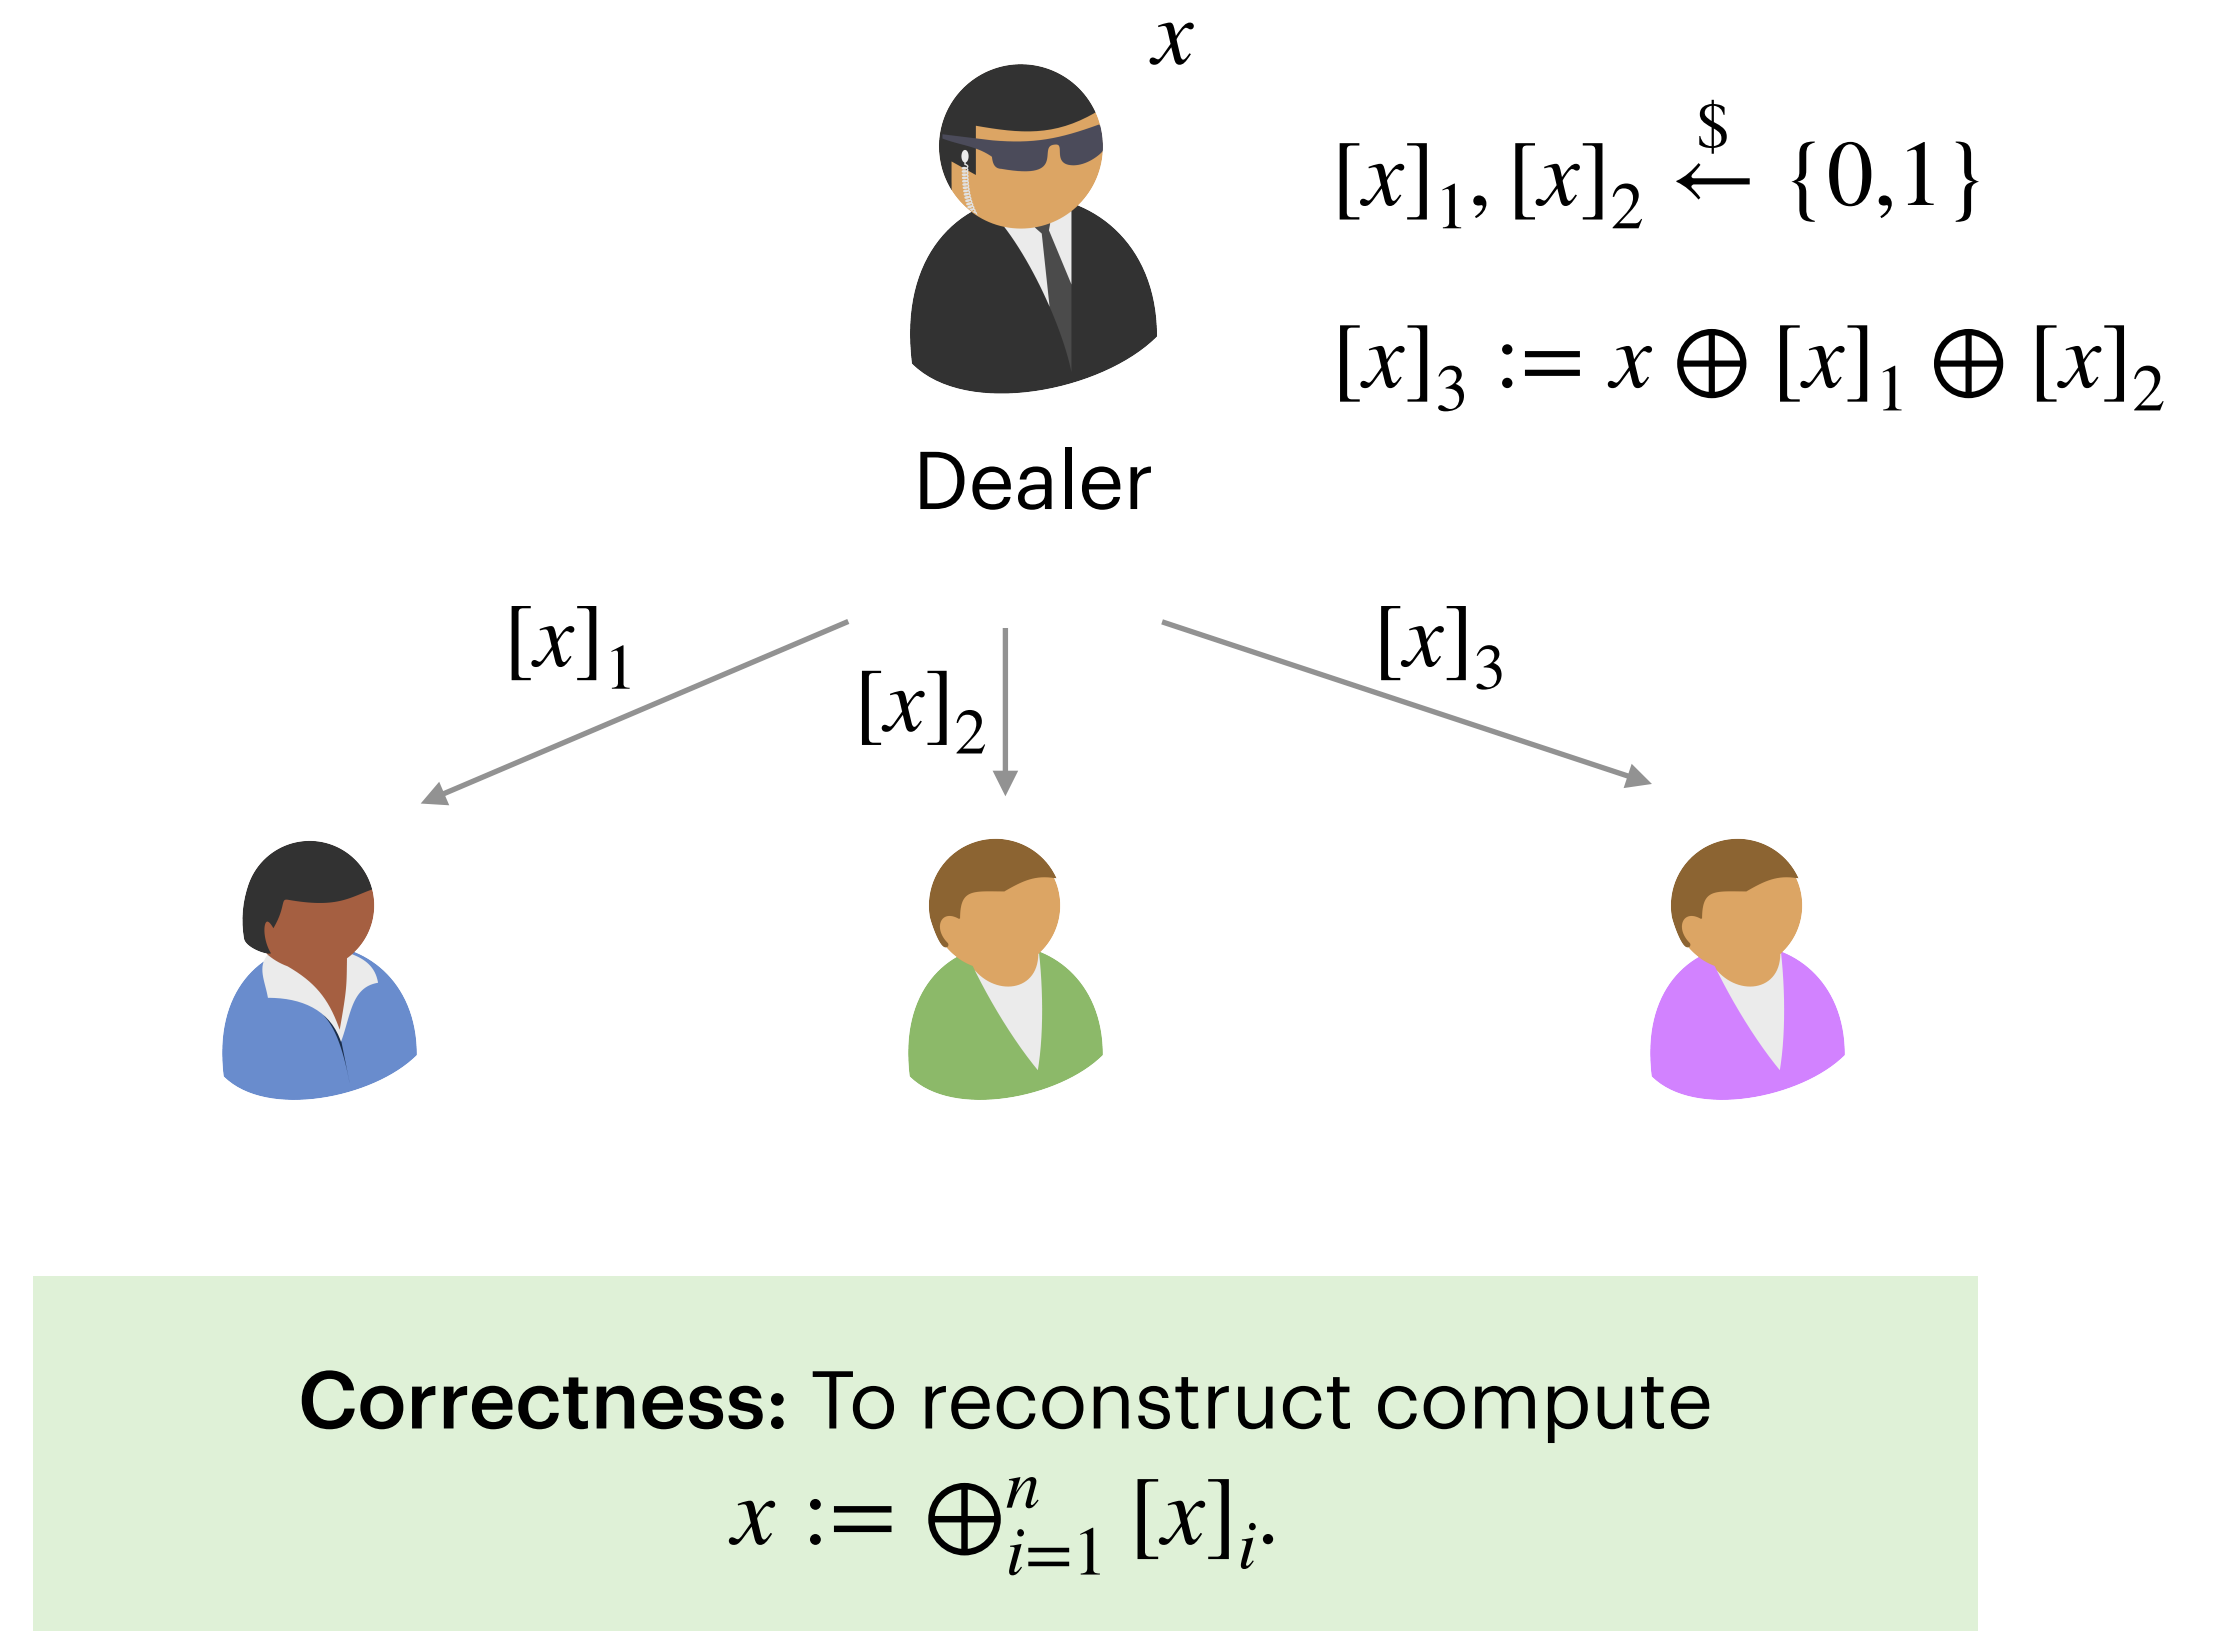 x
[x]₁, [x]₂ ←$ {0,1}
[x]₃ := x ⊕ [x]₁ ⊕ [x]₂
Dealer
[x]₁
[x]₂
[x]₃
Correctness: To reconstruct compute
x := ⊕ⁿᵢ₌₁ [x]ᵢ.